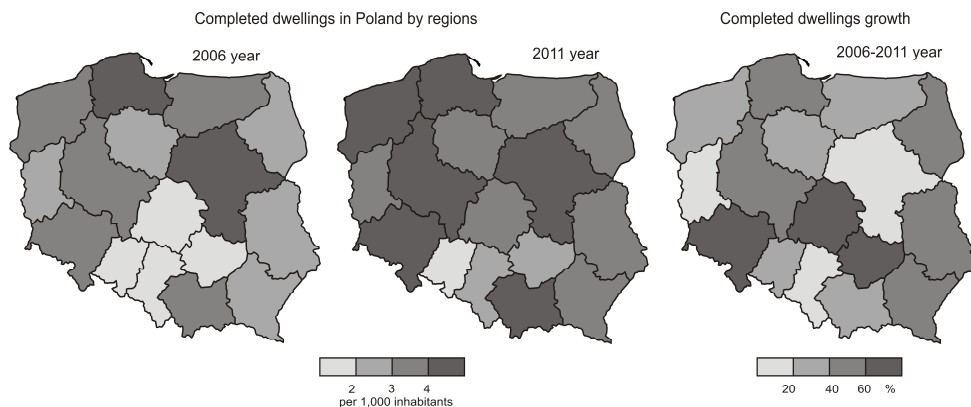 Completed dwellings in Poland by regions
Completed dwellings growth
2006 year
2011 year
2006-2011 year
2 3 4
per 1,000 inhabitants
20 40 60 %